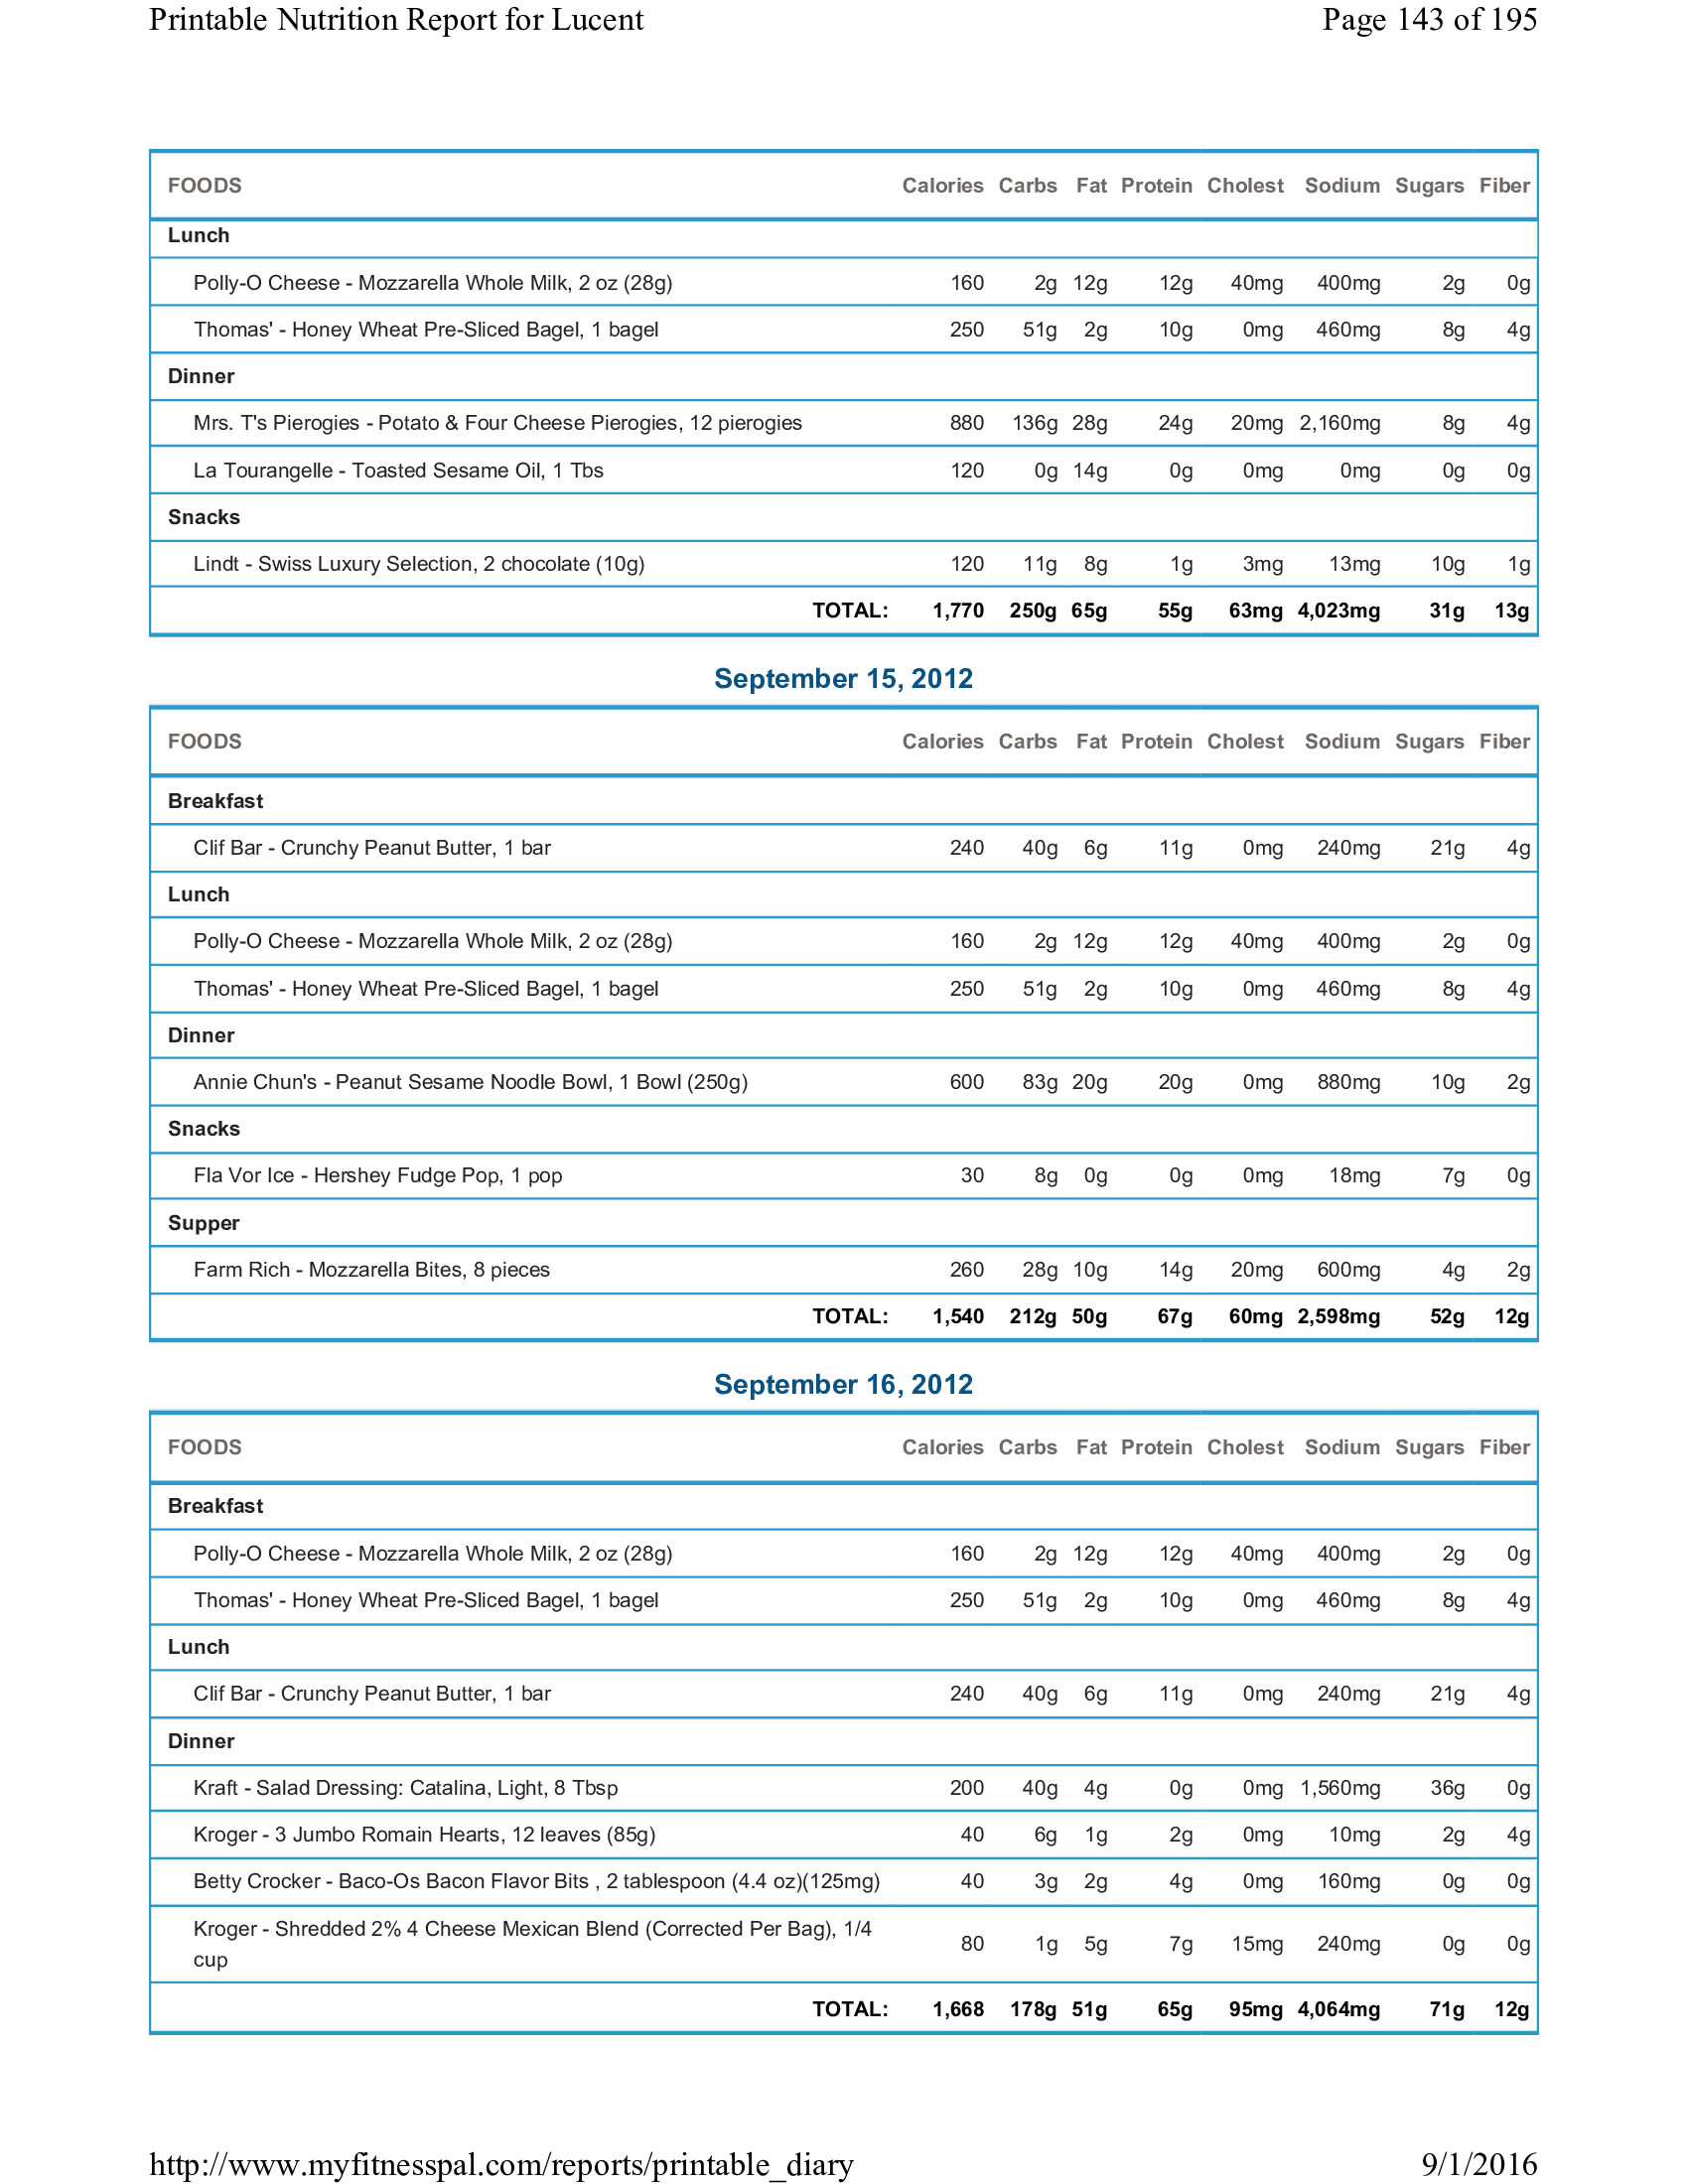 Printable Nutrition Report for Lucent Page 143 of 195
FOODS Calories Carbs Fat Protein Cholest Sodium Sugars Fiber
Lunch
Polly-O Cheese - Mozzarella Whole Milk, 2 oz (28g) 160 2g 12g 12g 40mg 400mg 2g 0g
Thomas' - Honey Wheat Pre-Sliced Bagel, 1 bagel 250 51g 2g 10g 0mg 460mg 8g 4g
Dinner
Mrs. T's Pierogies - Potato & Four Cheese Pierogies, 12 pierogies 880 136g 28g 24g 20mg 2,160mg 8g 4g
La Tourangelle - Toasted Sesame Oil, 1 Tbs 120 0g 14g 0g 0mg 0mg 0g 0g
Snacks
Lindt - Swiss Luxury Selection, 2 chocolate (10g) 120 11g 8g 1g 3mg 13mg 10g 1g
TOTAL: 1,770 250g 65g 55g 63mg 4,023mg 31g 13g
September 15, 2012
FOODS Calories Carbs Fat Protein Cholest Sodium Sugars Fiber
Breakfast
Clif Bar - Crunchy Peanut Butter, 1 bar 240 40g 6g 11g 0mg 240mg 21g 4g
Lunch
Polly-O Cheese - Mozzarella Whole Milk, 2 oz (28g) 160 2g 12g 12g 40mg 400mg 2g 0g
Thomas' - Honey Wheat Pre-Sliced Bagel, 1 bagel 250 51g 2g 10g 0mg 460mg 8g 4g
Dinner
Annie Chun's - Peanut Sesame Noodle Bowl, 1 Bowl (250g) 600 83g 20g 20g 0mg 880mg 10g 2g
Snacks
Fla Vor Ice - Hershey Fudge Pop, 1 pop 30 8g 0g 0g 0mg 18mg 7g 0g
Supper
Farm Rich - Mozzarella Bites, 8 pieces 260 28g 10g 14g 20mg 600mg 4g 2g
TOTAL: 1,540 212g 50g 67g 60mg 2,598mg 52g 12g
September 16, 2012
FOODS Calories Carbs Fat Protein Cholest Sodium Sugars Fiber
Breakfast
Polly-O Cheese - Mozzarella Whole Milk, 2 oz (28g) 160 2g 12g 12g 40mg 400mg 2g 0g
Thomas' - Honey Wheat Pre-Sliced Bagel, 1 bagel 250 51g 2g 10g 0mg 460mg 8g 4g
Lunch
Clif Bar - Crunchy Peanut Butter, 1 bar 240 40g 6g 11g 0mg 240mg 21g 4g
Dinner
Kraft - Salad Dressing: Catalina, Light, 8 Tbsp 200 40g 4g 0g 0mg 1,560mg 36g 0g
Kroger - 3 Jumbo Romain Hearts, 12 leaves (85g) 40 6g 1g 2g 0mg 10mg 2g 4g
Betty Crocker - Baco-Os Bacon Flavor Bits , 2 tablespoon (4.4 oz)(125mg) 40 3g 2g 4g 0mg 160mg 0g 0g
Kroger - Shredded 2% 4 Cheese Mexican Blend (Corrected Per Bag), 1/4
cup 80 1g 5g 7g 15mg 240mg 0g 0g
TOTAL: 1,668 178g 51g 65g 95mg 4,064mg 71g 12g
http://www.myfitnesspal.com/reports/printable_diary 9/1/2016